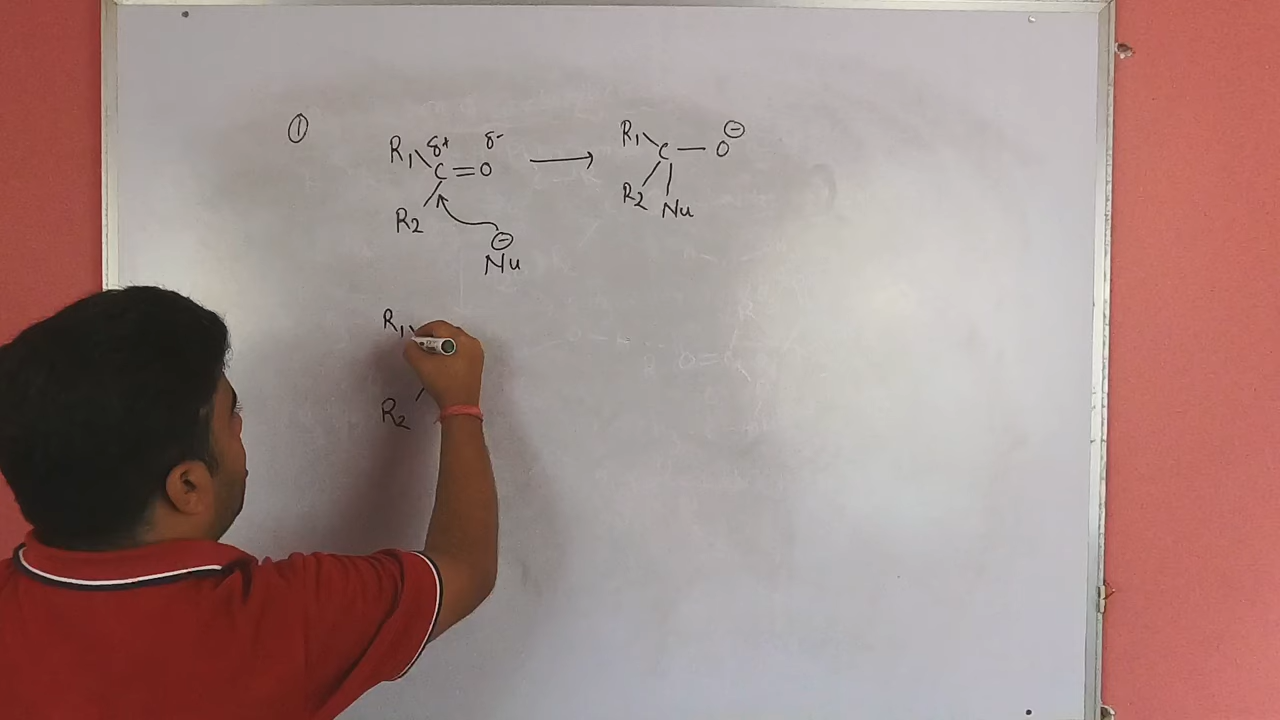 ①
R₁ δ+ δ- C=O R₂ ⟶ R₁ C—O ⊖ R₂ Nu
⊖
Nu
R₁
R₂